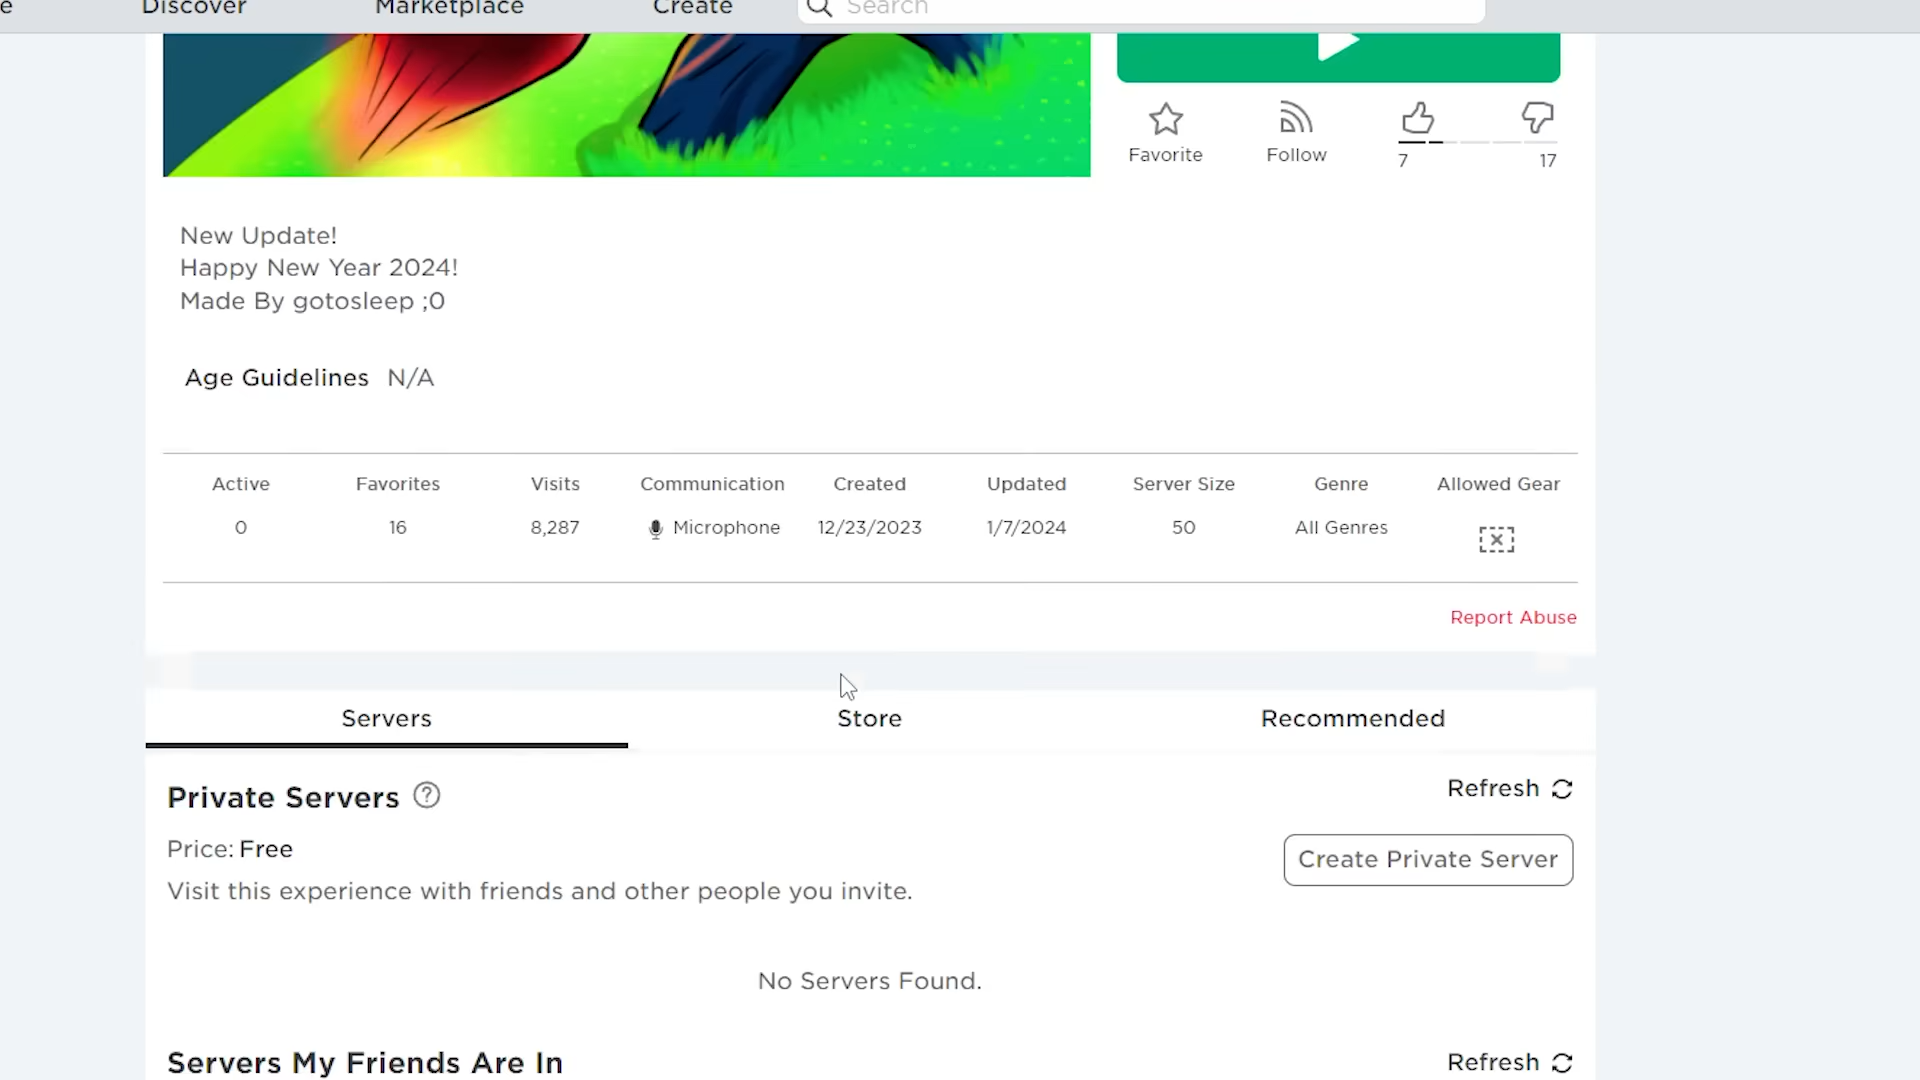 e Discover Marketplace Create Search
Favorite Follow 7 17
New Update!
Happy New Year 2024!
Made By gotosleep ;0
Age Guidelines N/A
Active Favorites Visits Communication Created Updated Server Size Genre Allowed Gear
0 16 8,287 Microphone 12/23/2023 1/7/2024 50 All Genres
Report Abuse
Servers Store Recommended
Private Servers
Refresh
Price: Free
Create Private Server
Visit this experience with friends and other people you invite.
No Servers Found.
Servers My Friends Are In
Refresh